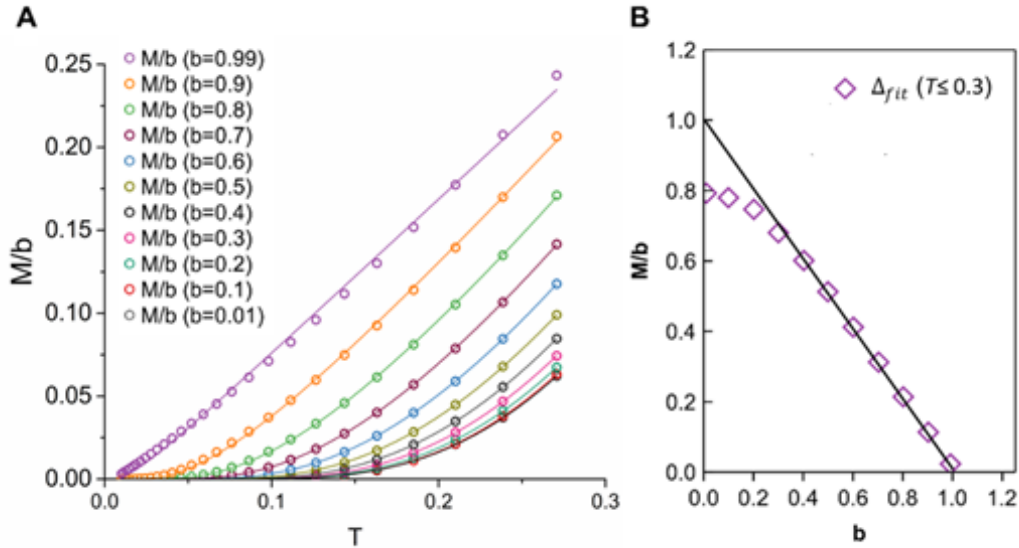 A
M/b
0.25
0.20
0.15
0.10
0.05
0.00
M/b (b=0.99)
M/b (b=0.9)
M/b (b=0.8)
M/b (b=0.7)
M/b (b=0.6)
M/b (b=0.5)
M/b (b=0.4)
M/b (b=0.3)
M/b (b=0.2)
M/b (b=0.1)
M/b (b=0.01)
0.0 0.1 0.2 0.3
T
B
M/b
1.2
1.0
0.8
0.6
0.4
0.2
0.0
Δfit (T≤ 0.3)
0.0 0.2 0.4 0.6 0.8 1.0 1.2
b